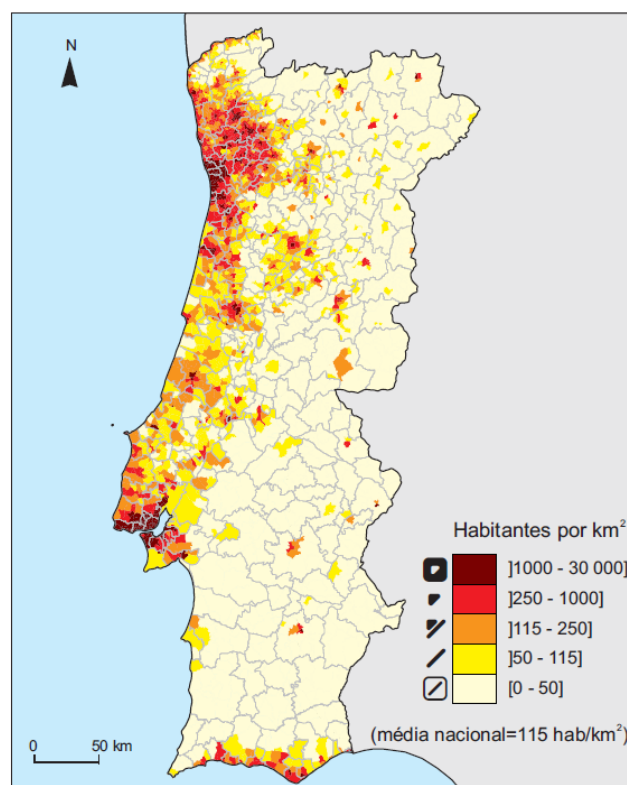 N
Habitantes por km²
]1000 - 30 000]
]250 - 1000]
]115 - 250]
]50 - 115]
[0 - 50]
(média nacional=115 hab/km²)
0 50 km